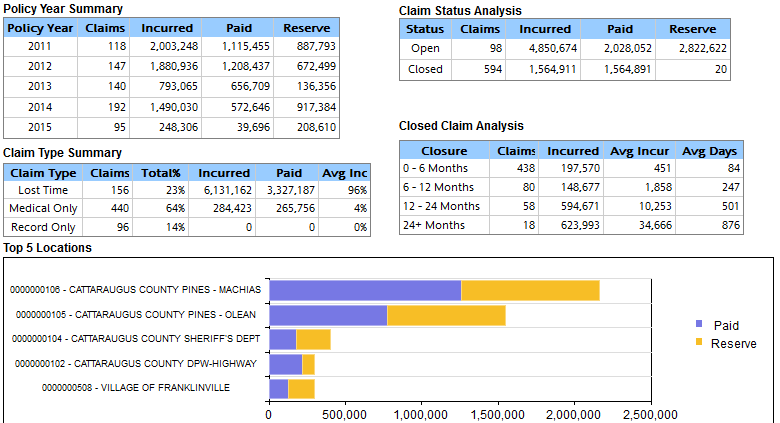 Policy Year Summary
Policy Year Claims Incurred Paid Reserve
2011 118 2,003,248 1,115,455 887,793
2012 147 1,880,936 1,208,437 672,499
2013 140 793,065 656,709 136,356
2014 192 1,490,030 572,646 917,384
2015 95 248,306 39,696 208,610
Claim Type Summary
Claim Type Claims Total% Incurred Paid Avg Inc
Lost Time 156 23% 6,131,162 3,327,187 96%
Medical Only 440 64% 284,423 265,756 4%
Record Only 96 14% 0 0 0%
Claim Status Analysis
Status Claims Incurred Paid Reserve
Open 98 4,850,674 2,028,052 2,822,622
Closed 594 1,564,911 1,564,891 20
Closed Claim Analysis
Closure Claims Incurred Avg Incur Avg Days
0 - 6 Months 438 197,570 451 84
6 - 12 Months 80 148,677 1,858 247
12 - 24 Months 58 594,671 10,253 501
24+ Months 18 623,993 34,666 876
Top 5 Locations
0000000106 - CATTARAUGUS COUNTY PINES - MACHIAS
0000000105 - CATTARAUGUS COUNTY PINES - OLEAN
0000000104 - CATTARAUGUS COUNTY SHERIFF'S DEPT
0000000102 - CATTARAUGUS COUNTY DPW-HIGHWAY
0000000508 - VILLAGE OF FRANKLINVILLE
0 500,000 1,000,000 1,500,000 2,000,000 2,500,000
Paid
Reserve